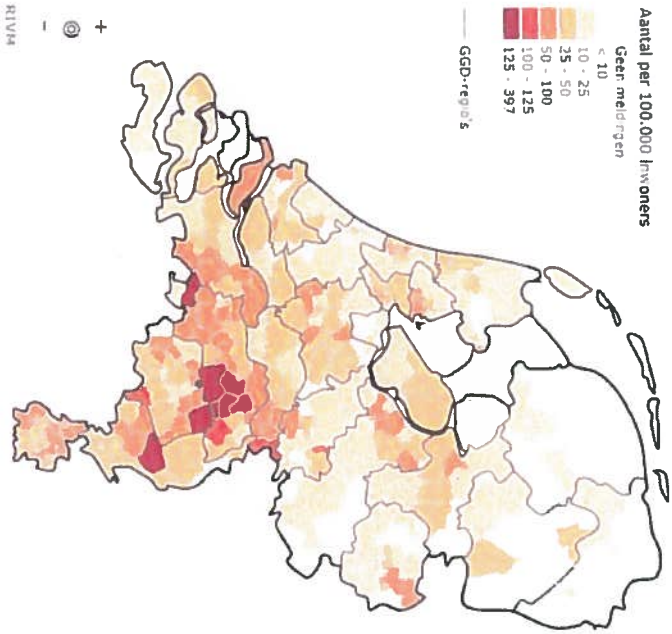 Aantal per 100.000 inwoners
Geen meldingen
< 10
10 - 25
25 - 50
50 - 100
100 - 125
125 - 397
GGD-regio's
+
-
RIVM